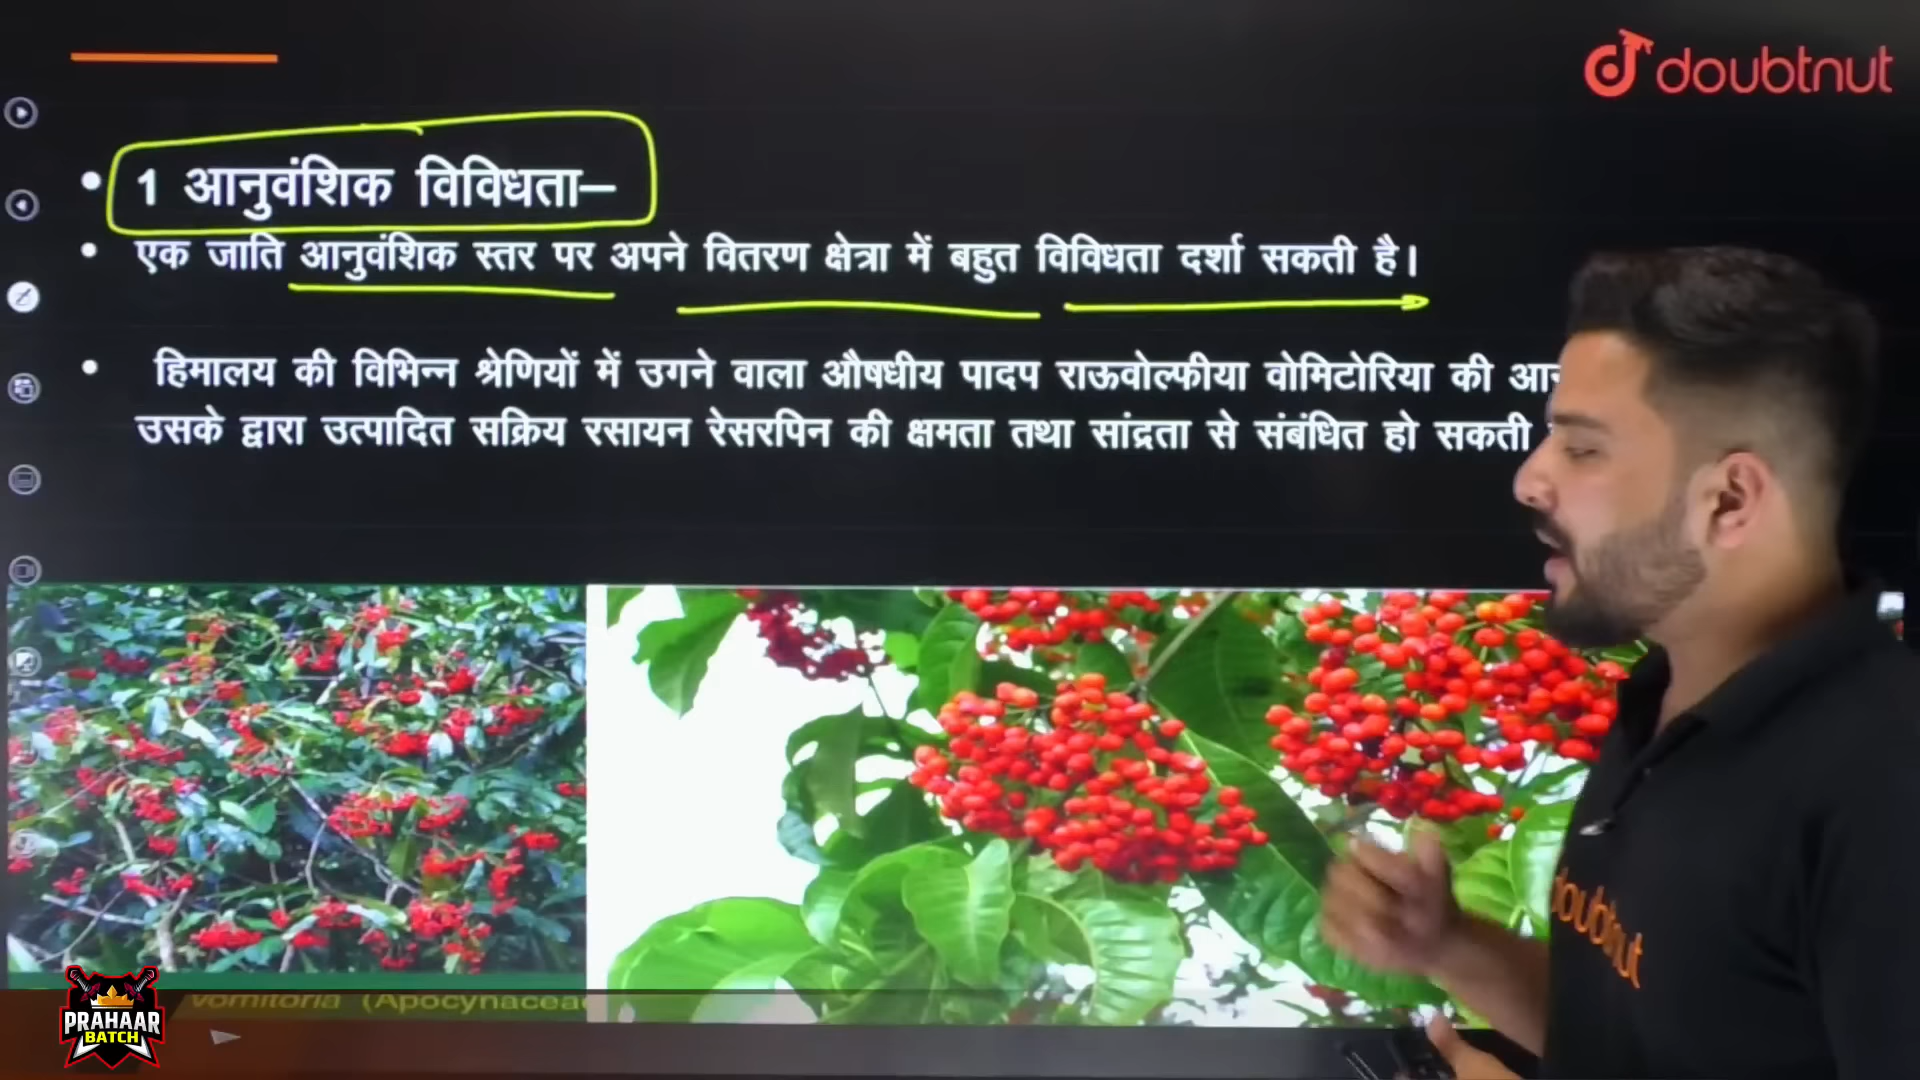 doubtnut
1 आनुवंशिक विविधता–
एक जाति आनुवंशिक स्तर पर अपने वितरण क्षेत्रा में बहुत विविधता दर्शा सकती है।
हिमालय की विभिन्न श्रेणियों में उगने वाला औषधीय पादप राऊवोल्फीया वोमिटोरिया की
उसके द्वारा उत्पादित सक्रिय रसायन रेसरपिन की क्षमता तथा सांद्रता से संबंधित हो सकती
doubtnut
vomitoria (Apocynaceae
PRAHAAR
BATCH